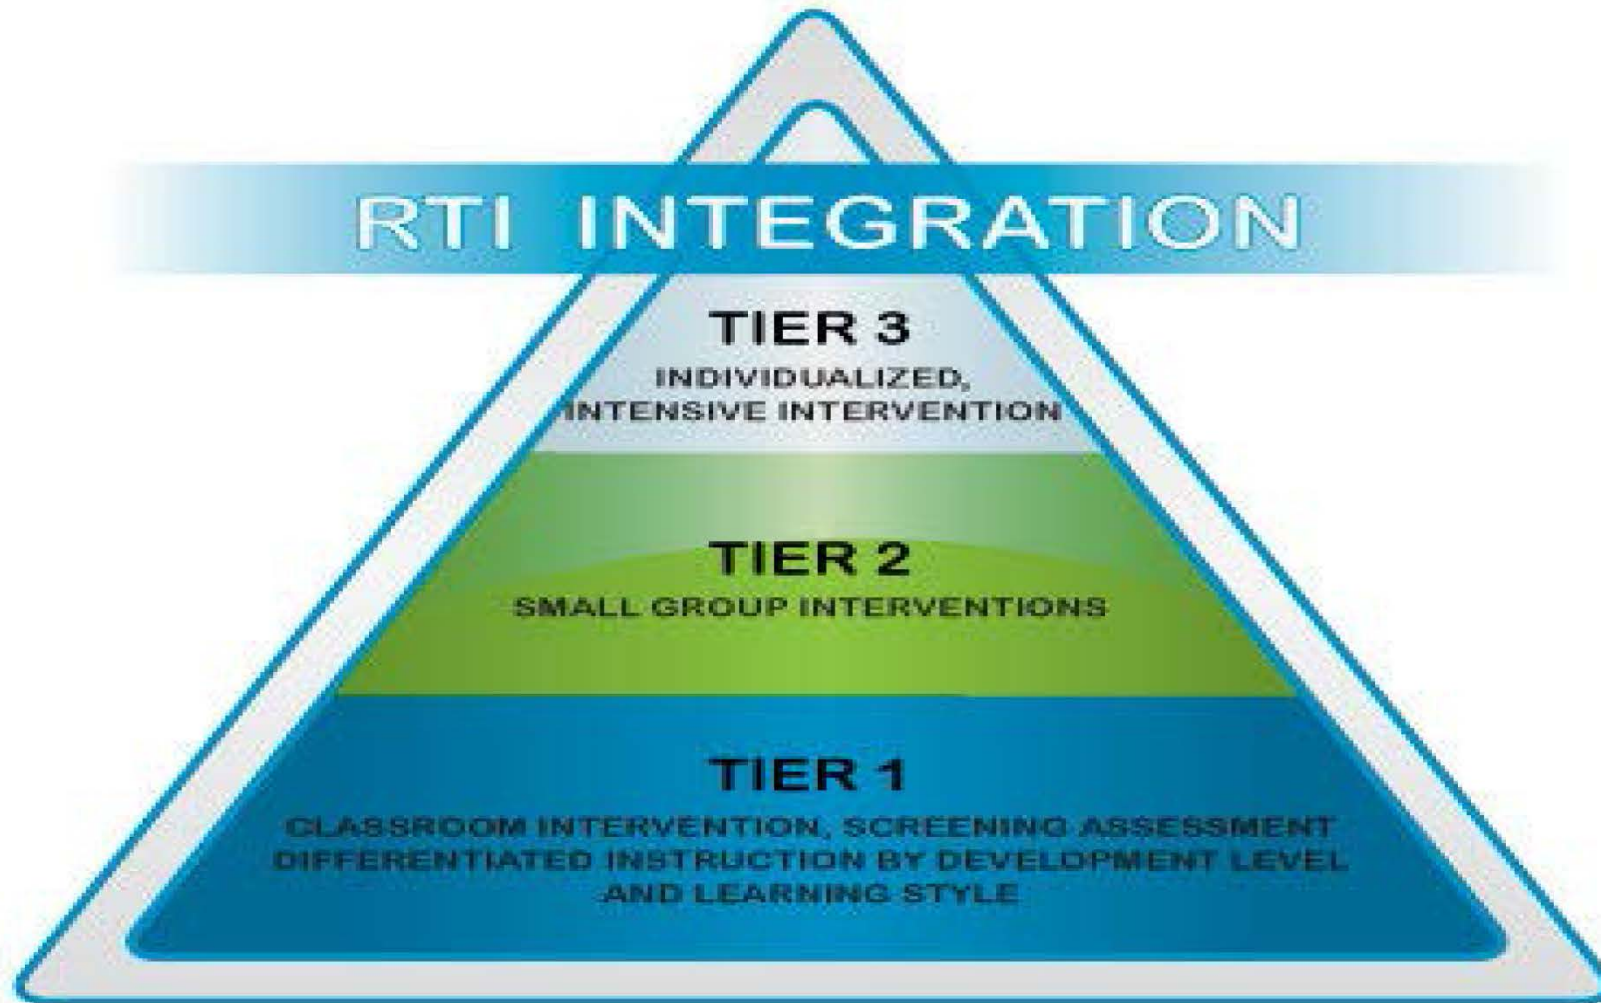 RTI INTEGRATION
TIER 3
INDIVIDUALIZED,
INTENSIVE INTERVENTION
TIER 2
SMALL GROUP INTERVENTIONS
TIER 1
CLASSROOM INTERVENTION, SCREENING ASSESSMENT
DIFFERENTIATED INSTRUCTION BY DEVELOPMENT LEVEL
AND LEARNING STYLE